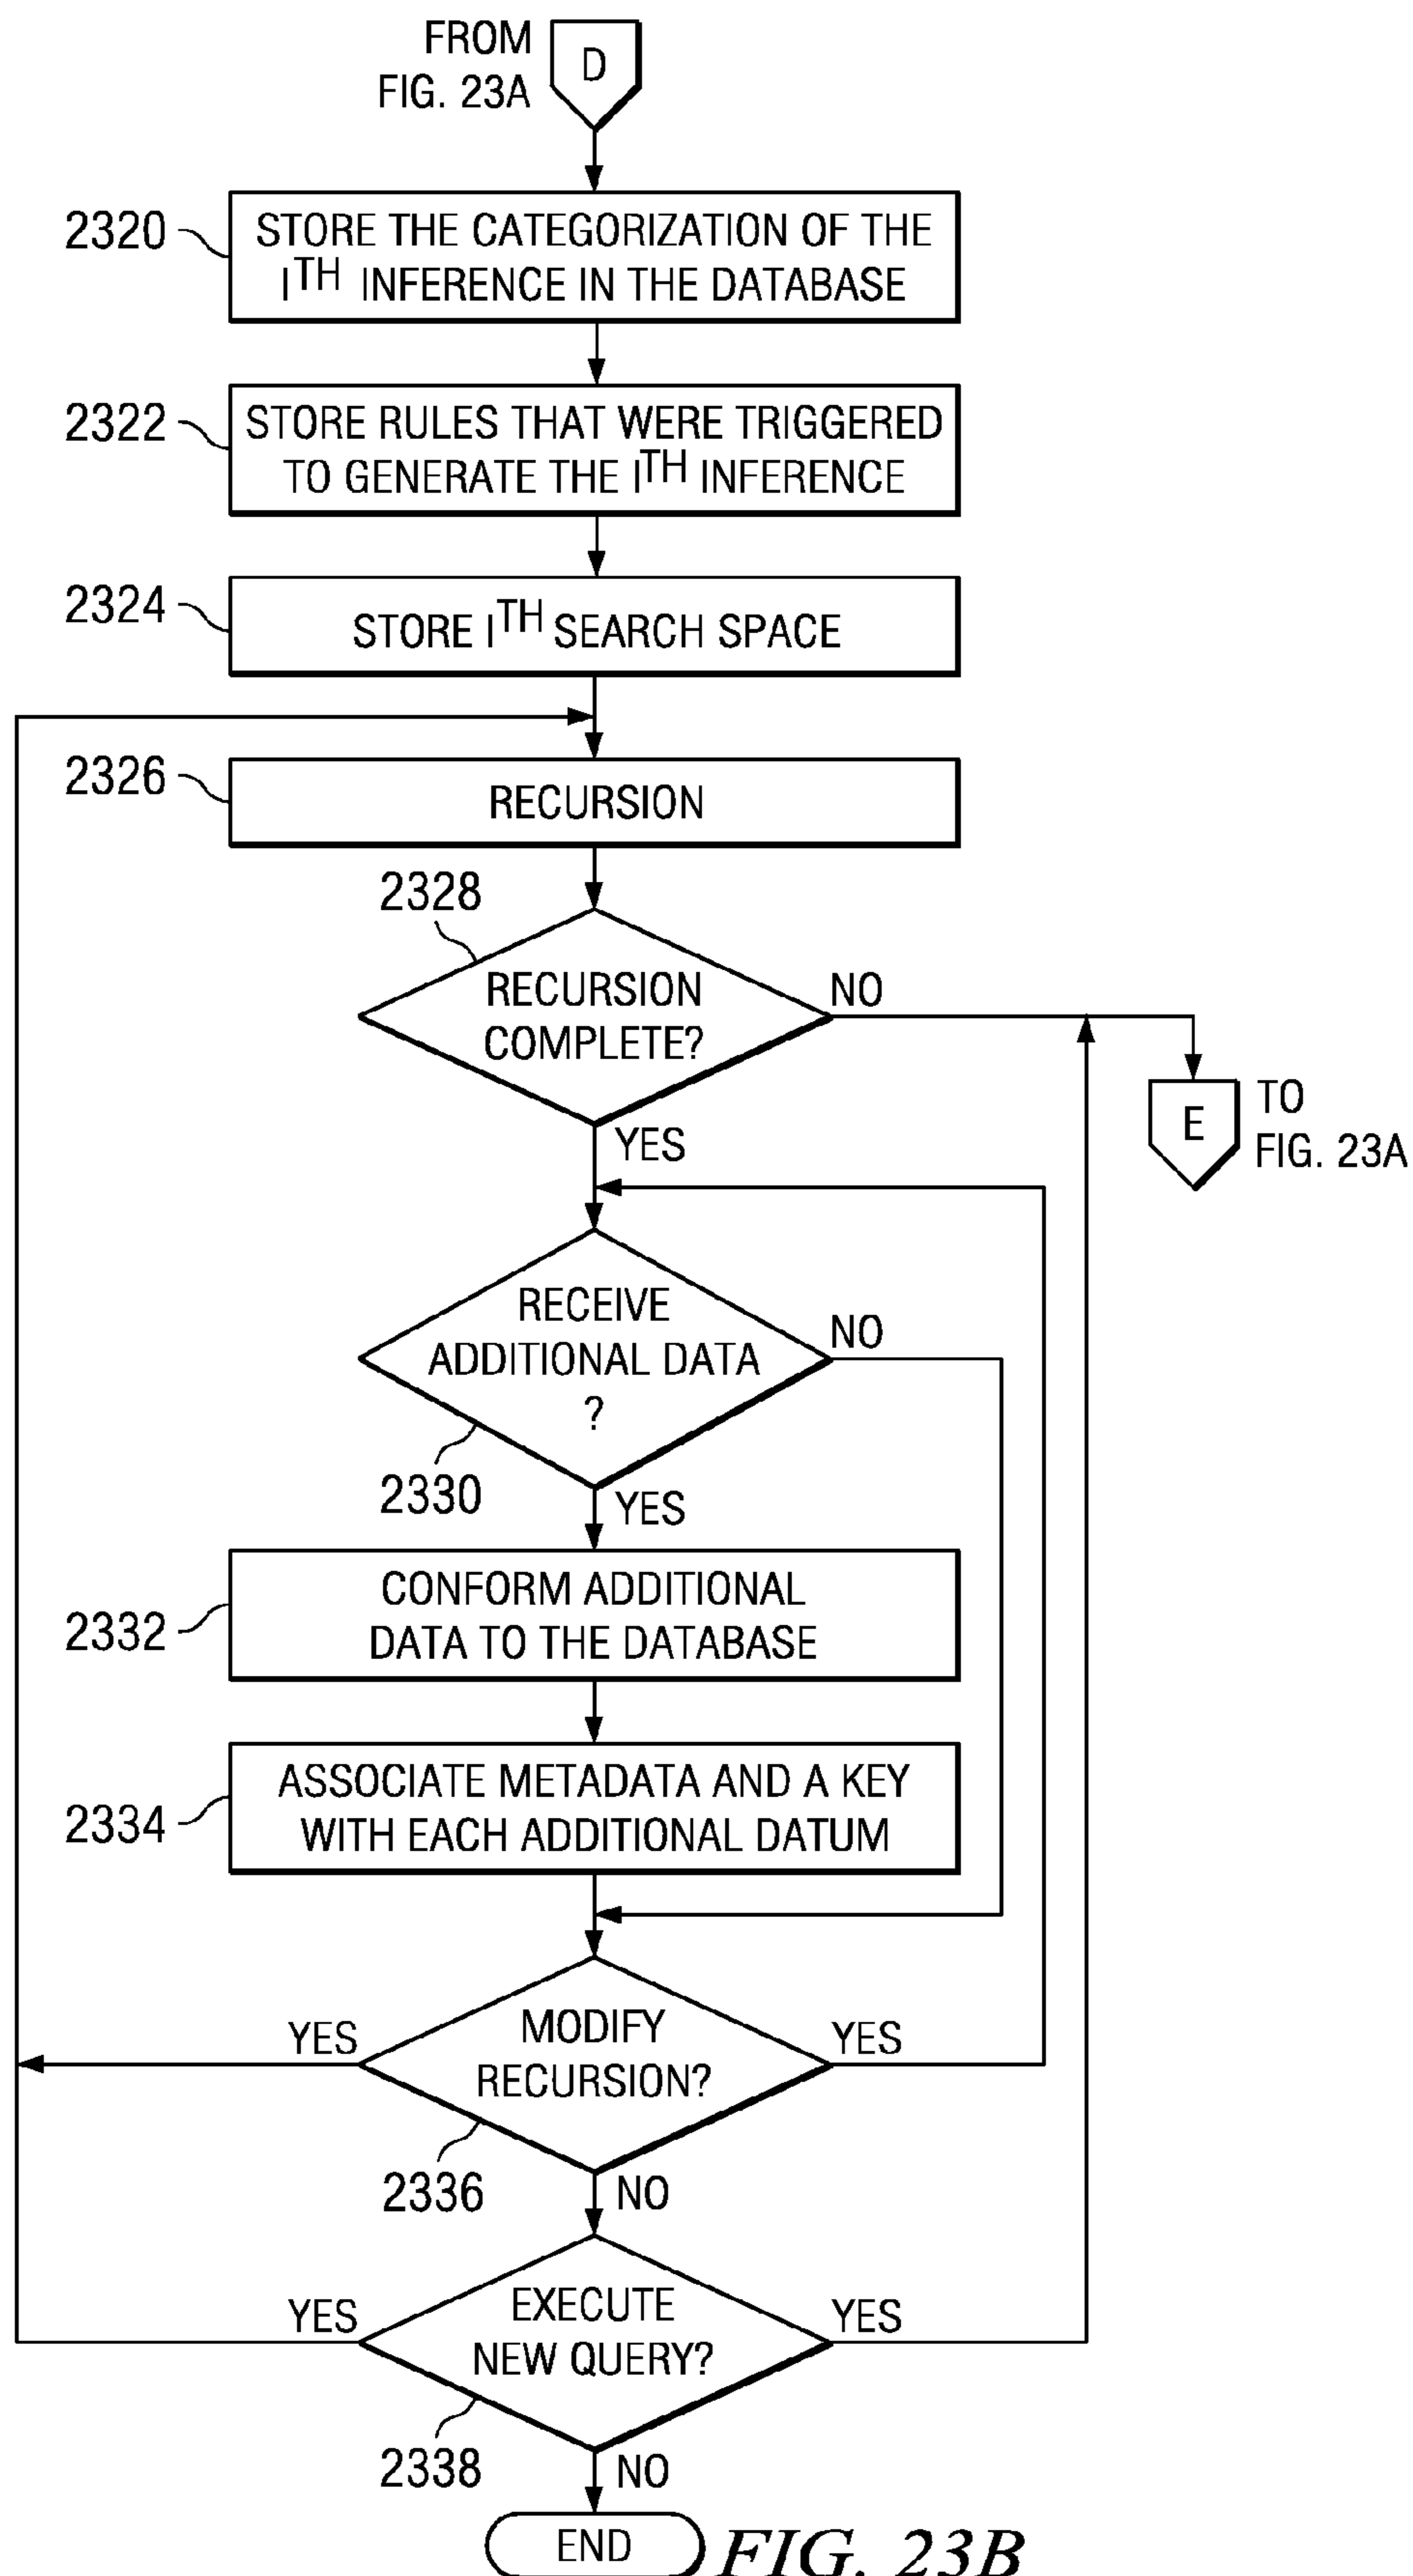 FROM
FIG. 23A
D
2320
STORE THE CATEGORIZATION OF THE
ITH INFERENCE IN THE DATABASE
2322
STORE RULES THAT WERE TRIGGERED
TO GENERATE THE ITH INFERENCE
2324
STORE ITH SEARCH SPACE
2326
RECURSION
2328
RECURSION
COMPLETE?
NO
YES
E
TO
FIG. 23A
RECEIVE
ADDITIONAL DATA
?
NO
2330
YES
2332
CONFORM ADDITIONAL
DATA TO THE DATABASE
2334
ASSOCIATE METADATA AND A KEY
WITH EACH ADDITIONAL DATUM
YES
MODIFY
RECURSION?
YES
2336
NO
YES
EXECUTE
NEW QUERY?
YES
2338
NO
END
FIG. 23B